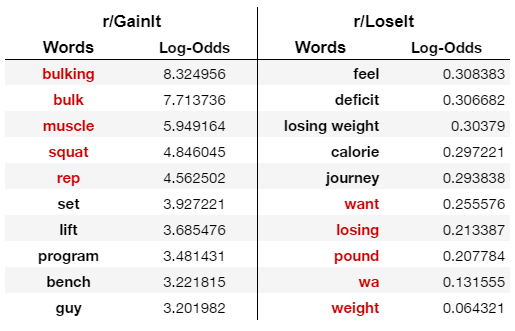 r/GainIt r/LoseIt
Words Log-Odds Words Log-Odds
bulking 8.324956 feel 0.308383
bulk 7.713736 deficit 0.306682
muscle 5.949164 losing weight 0.30379
squat 4.846045 calorie 0.297221
rep 4.562502 journey 0.293838
set 3.927221 want 0.255576
lift 3.685476 losing 0.213387
program 3.481431 pound 0.207784
bench 3.221815 wa 0.131555
guy 3.201982 weight 0.064321